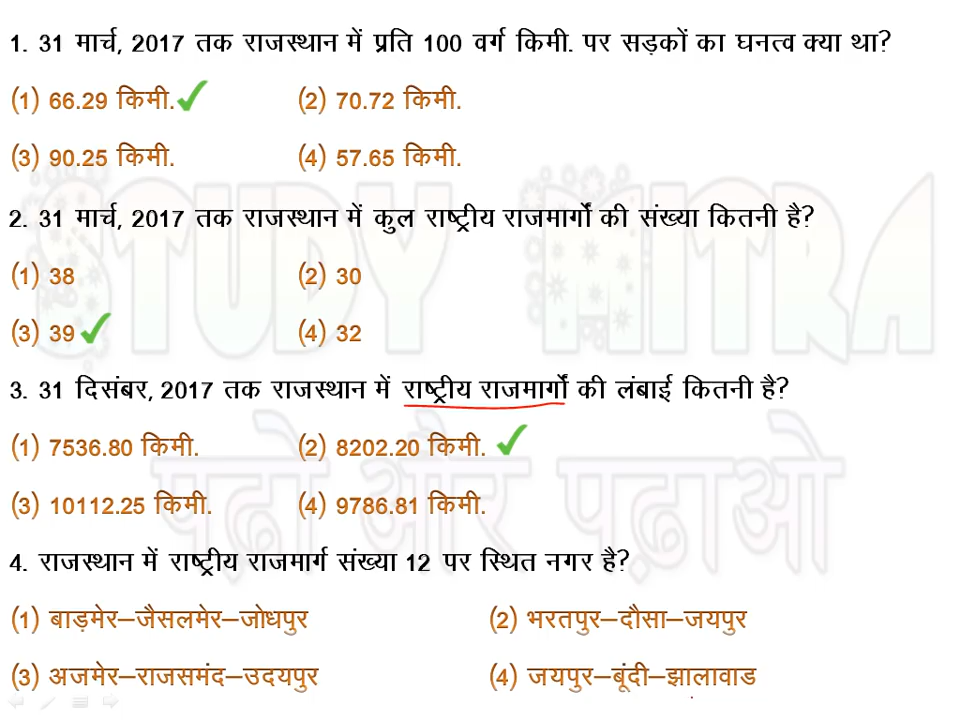 1. 31 मार्च, 2017 तक राजस्थान में प्रति 100 वर्ग किमी. पर सड़कों का घनत्व क्या था?
(1) 66.29 किमी. (2) 70.72 किमी.
(3) 90.25 किमी. (4) 57.65 किमी.
STUDY MITRA
2. 31 मार्च, 2017 तक राजस्थान में कुल राष्ट्रीय राजमार्गों की संख्या कितनी है?
(1) 38 (2) 30
(3) 39 (4) 32
3. 31 दिसंबर, 2017 तक राजस्थान में राष्ट्रीय राजमार्गों की लंबाई कितनी है?
(1) 7536.80 किमी. (2) 8202.20 किमी.
पढ़ो और पढ़ाओ
(3) 10112.25 किमी. (4) 9786.81 किमी.
4. राजस्थान में राष्ट्रीय राजमार्ग संख्या 12 पर स्थित नगर है?
(1) बाड़मेर–जैसलमेर–जोधपुर (2) भरतपुर–दौसा–जयपुर
(3) अजमेर–राजसमंद–उदयपुर (4) जयपुर–बूंदी–झालावाड